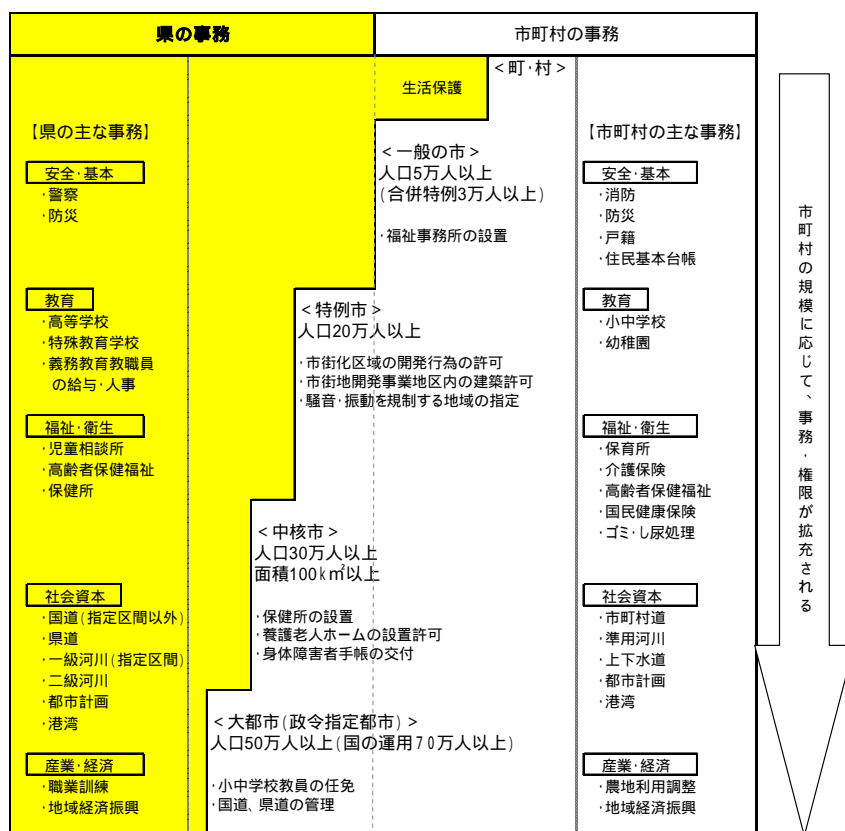 県の事務
市町村の事務
生活保護
<町・村>
【県の主な事務】
安全・基本
・警察
・防災
教育
・高等学校
・特殊教育学校
・義務教育教職員
の給与・人事
福祉・衛生
・児童相談所
・高齢者保健福祉
・保健所
社会資本
・国道(指定区間以外)
・県道
・一級河川(指定区間)
・二級河川
・都市計画
・港湾
産業・経済
・職業訓練
・地域経済振興
<一般の市>
人口5万人以上
(合併特例3万人以上)
・福祉事務所の設置
<特例市>
人口20万人以上
・市街化区域の開発行為の許可
・市街地開発事業地区内の建築許可
・騒音・振動を規制する地域の指定
<中核市>
人口30万人以上
面積100k㎡以上
・保健所の設置
・養護老人ホームの設置許可
・身体障害者手帳の交付
<大都市(政令指定都市)>
人口50万人以上(国の運用70万人以上)
・小中学校教員の任免
・国道、県道の管理
【市町村の主な事務】
安全・基本
・消防
・防災
・戸籍
・住民基本台帳
教育
・小中学校
・幼稚園
福祉・衛生
・保育所
・介護保険
・高齢者保健福祉
・国民健康保険
・ゴミ・し尿処理
社会資本
・市町村道
・準用河川
・上下水道
・都市計画
・港湾
産業・経済
・農地利用調整
・地域経済振興
市町村の規模に応じて、事務・権限が拡充される